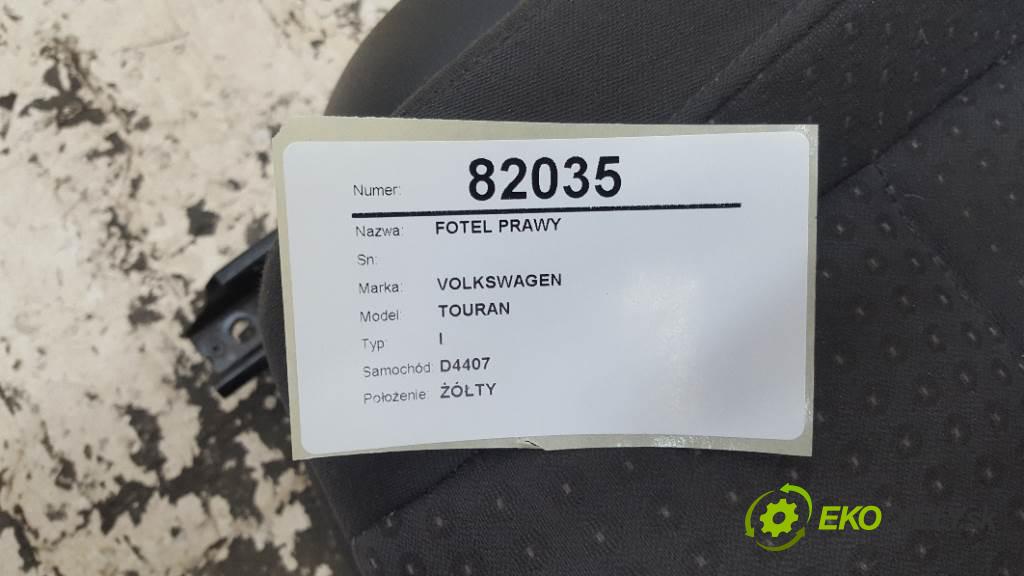 Numer: 82035
Nazwa: FOTEL PRAWY
Sn:
Marka: VOLKSWAGEN
Model: TOURAN
Typ: I
Samochód: D4407
Położenie: ŻÓŁTY
EKO